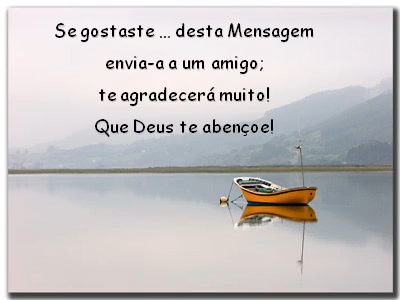 Se gostaste ... desta Mensagem
envia-a a um amigo;
te agradecerá muito!
Que Deus te abençoe!